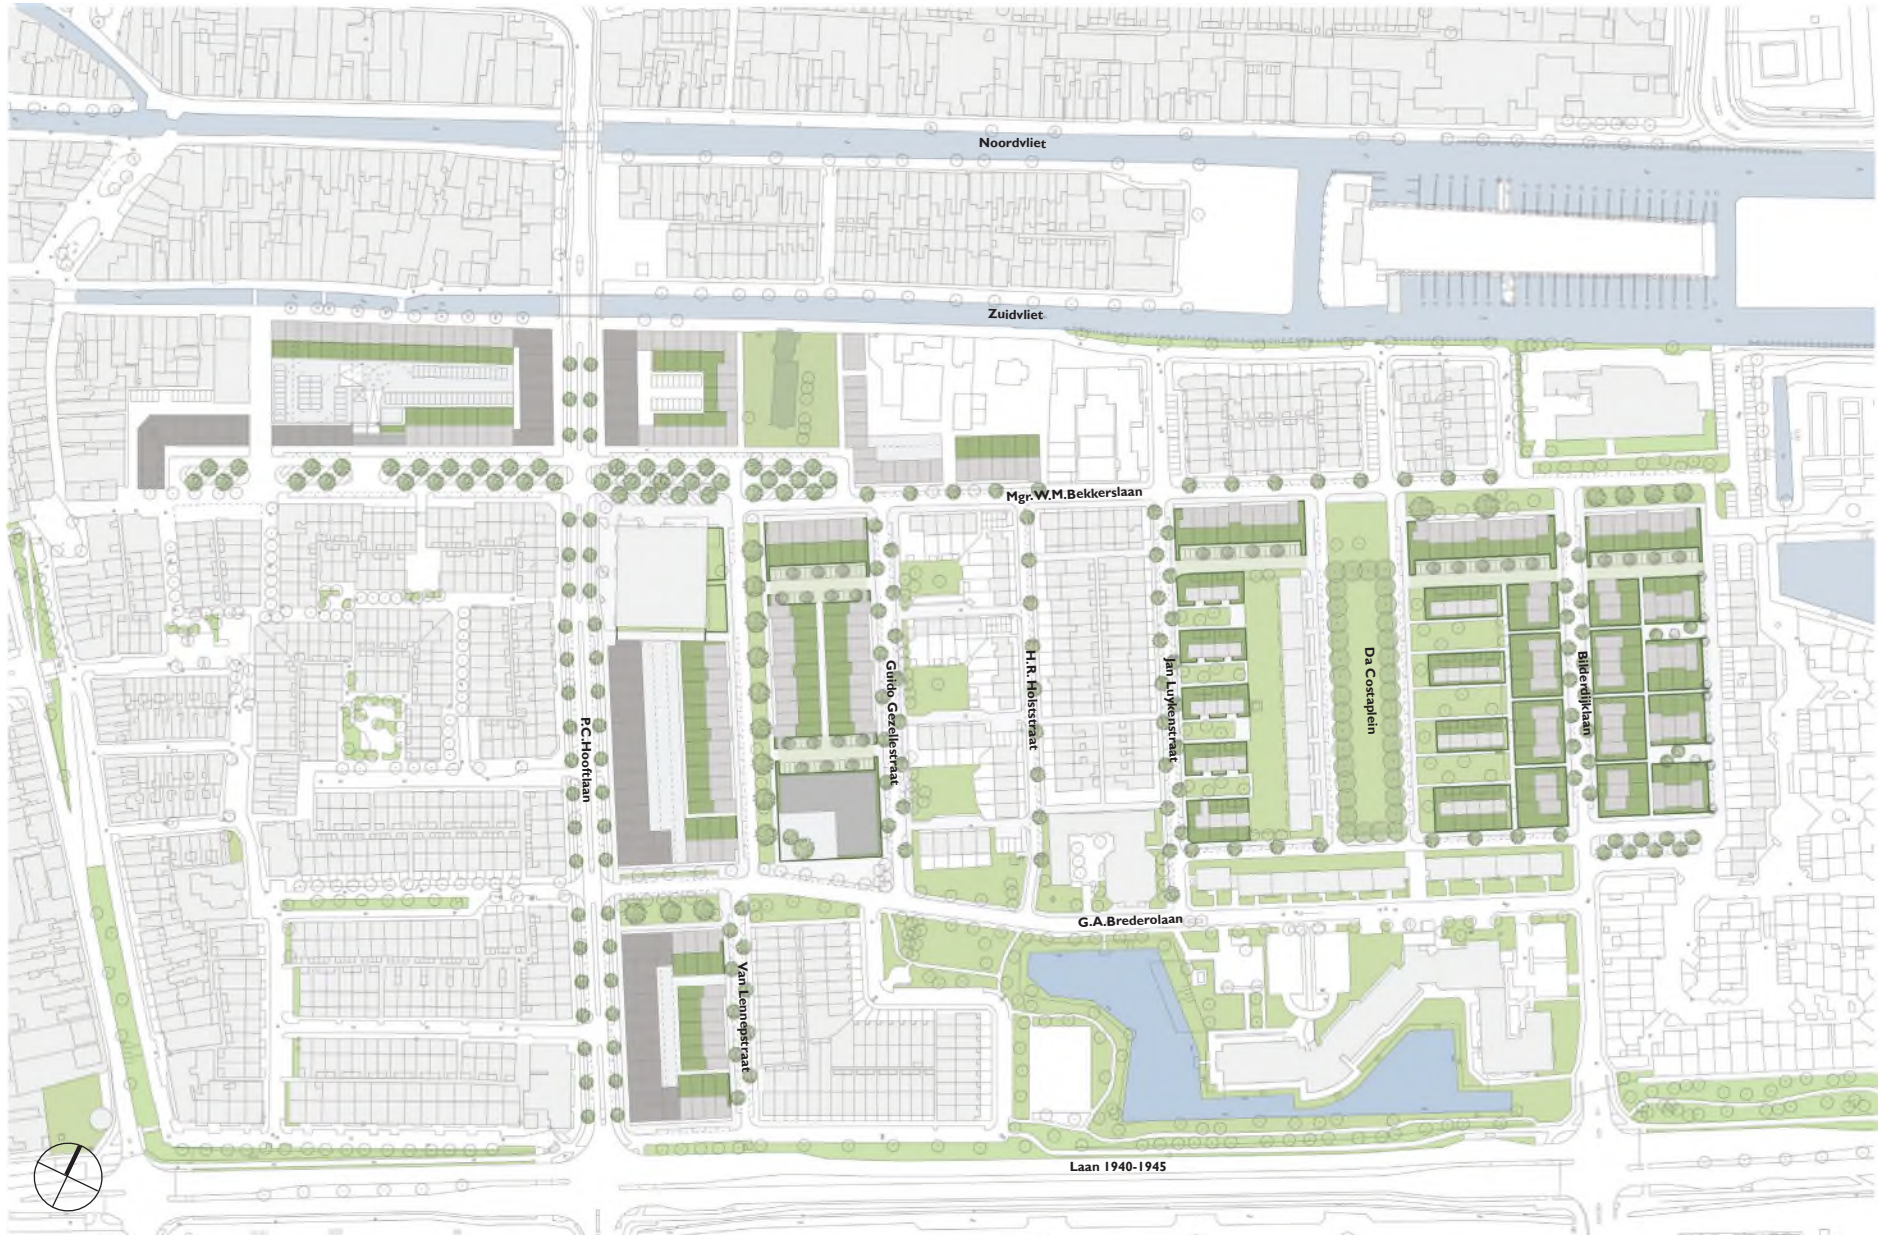 Noordvliet
Zuidvliet
Mgr. W.M.Bekkerslaan
P.C.Hooftlaan
Guido Gezellestraat
H.R. Holststraat
Jan Luykenstraat
Da Costaplein
Bilderdijklaan
G.A.Brederolaan
Van Lennepstraat
Laan 1940-1945